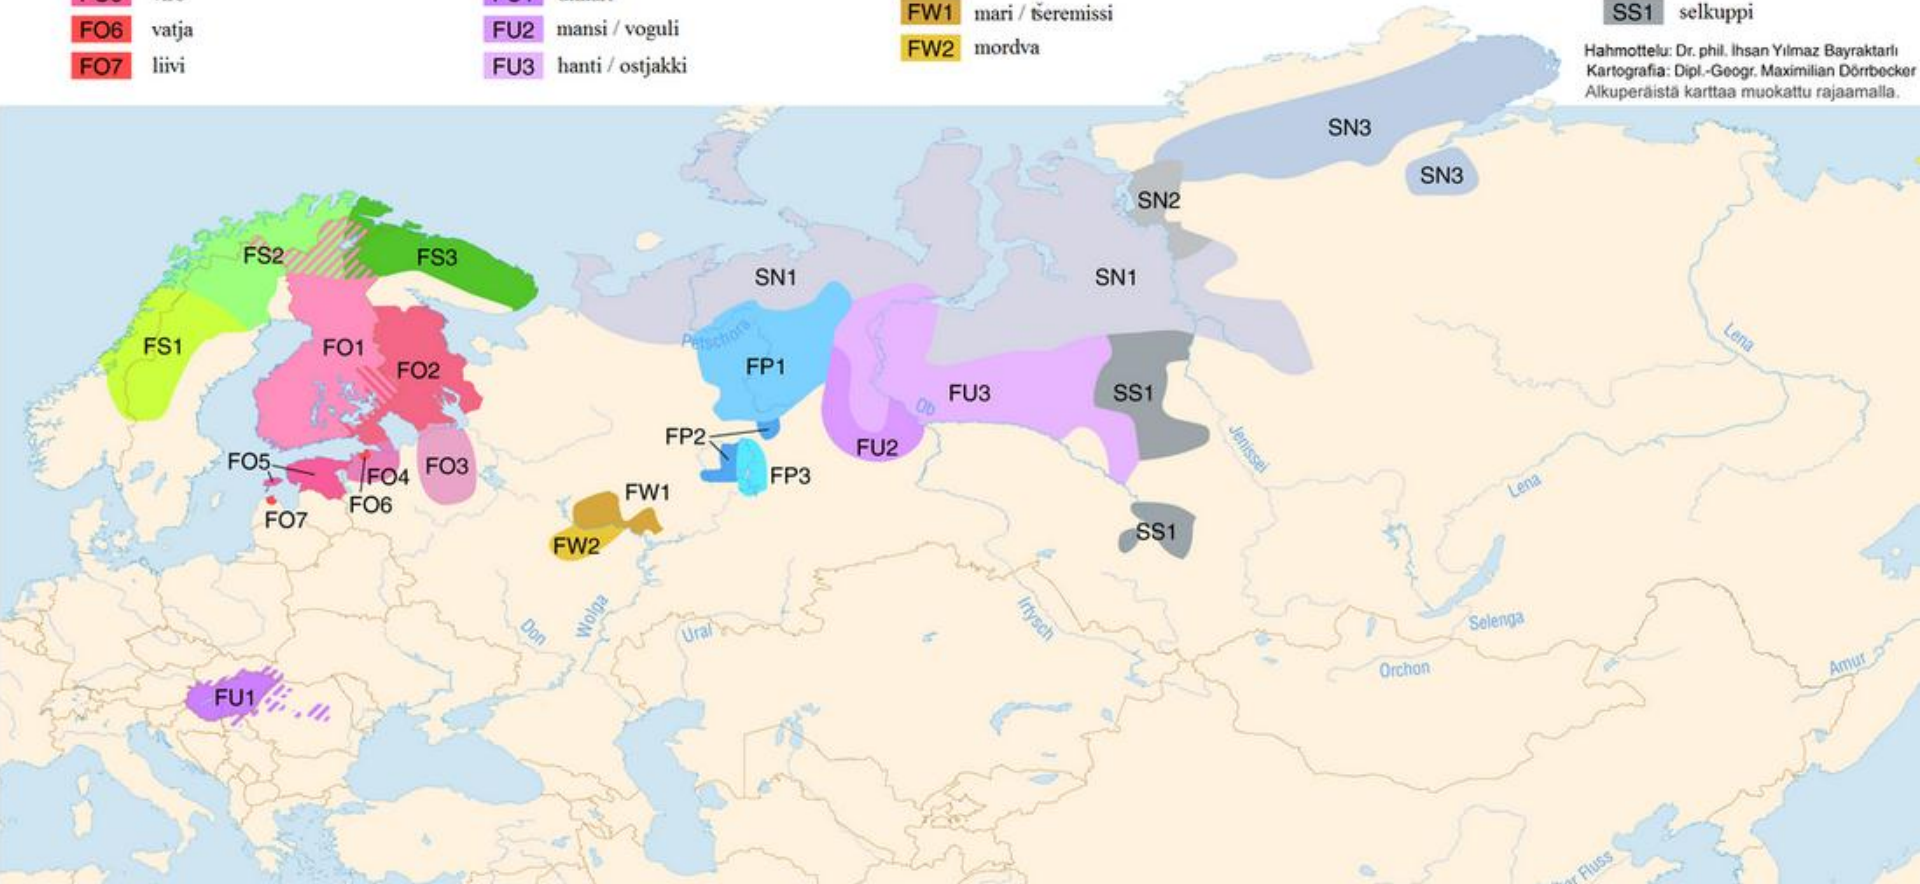 FO6 vatja
FO7 liivi
FU2 mansi / voguli
FU3 hanti / ostjakki
FW1 mari / tšeremissi
FW2 mordva
SS1 selkuppi
Hahmottelu: Dr. phil. İhsan Yılmaz Bayraktarlı
Kartografia: Dipl.-Geogr. Maximilian Dörrbecker
Alkuperäistä karttaa muokattu rajaamalla.
SN3
SN3
SN2
FS2
FS3
SN1
SN1
FS1
Petschora
Lena
FO1
FO2
FP1
FU3
SS1
Ob
FP2
FU2
Jenissei
FO5
FO4
FO3
FP3
Lena
FO6
FW1
FO7
SS1
FW2
Don
Wolga
Ural
Irtysch
Selenga
Orchon
Amur
FU1
Fluss